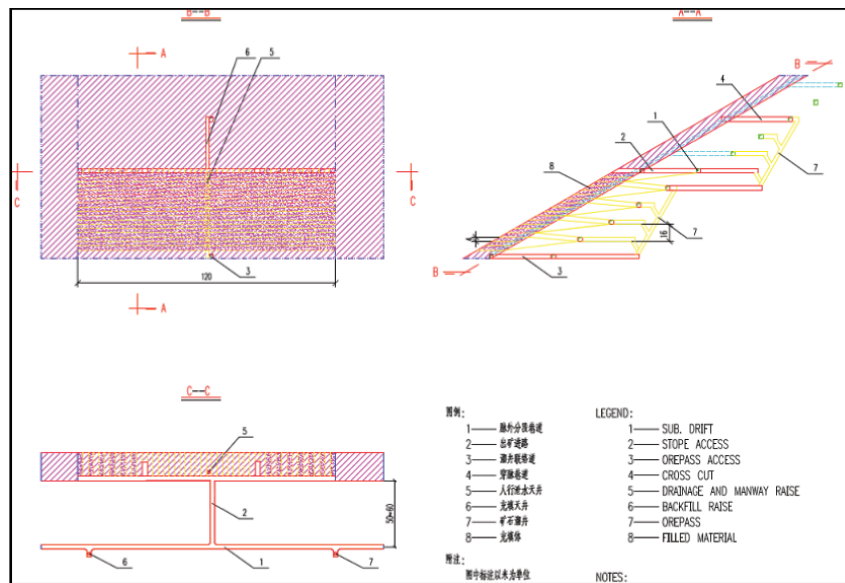 B--B
A--A
A
6
5
C
C
3
120
A
B
4
1
2
7
8
7
16
B
3
C--C
5
2
50~60
6
1
7
图例:
1 脉外分段巷道
2 出矿进路
3 溜井联络道
4 穿脉巷道
5 人行泄水天井
6 充填天井
7 矿石溜井
8 充填体
附注:
图中标注以米为单位
LEGEND:
1 SUB. DRIFT
2 STOPE ACCESS
3 OREPASS ACCESS
4 CROSS CUT
5 DRAINAGE AND MANWAY RAISE
6 BACKFILL RAISE
7 OREPASS
8 FILLED MATERIAL
NOTES: